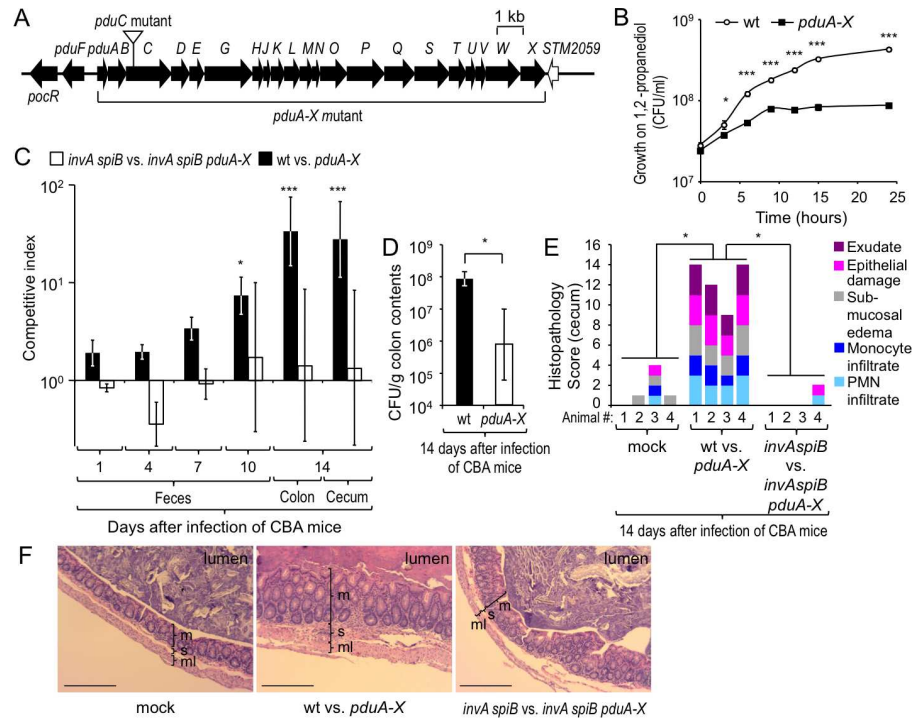 A
pduC mutant
1 kb
pduF pduA B C D E G H J K L M N O P Q S T U V W X STM2059
pocR
pduA-X mutant
B
wt pduA-X
Growth on 1,2-propanediol
(CFU/ml)
10^9
10^8
10^7
* *** *** *** *** ***
0 5 10 15 20 25
Time (hours)
C
invA spiB vs. invA spiB pduA-X wt vs. pduA-X
Competitive index
10^2
10^1
10^0
* *** ***
1 4 7 10 14
Feces Colon Cecum
Days after infection of CBA mice
D
CFU/g colon contents
10^9
10^8
10^7
10^6
10^5
10^4
*
wt pduA-X
14 days after infection
of CBA mice
E
Histopathology
Score (cecum)
16
14
12
10
8
6
4
2
0
* *
Exudate
Epithelial
damage
Sub-
mucosal
edema
Monocyte
infiltrate
PMN
infiltrate
Animal #: 1 2 3 4 1 2 3 4 1 2 3 4
mock
wt vs.
pduA-X
invAspiB
vs.
invAspiB
pduA-X
14 days after infection of CBA mice
F
lumen lumen lumen
m
s
ml
m
s
ml
m
s
ml
mock wt vs. pduA-X invA spiB vs. invA spiB pduA-X